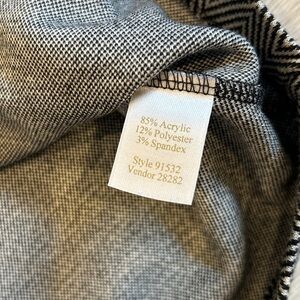 85% Acrylic
12% Polyester
3% Spandex
Style 91532
Vendor 28282